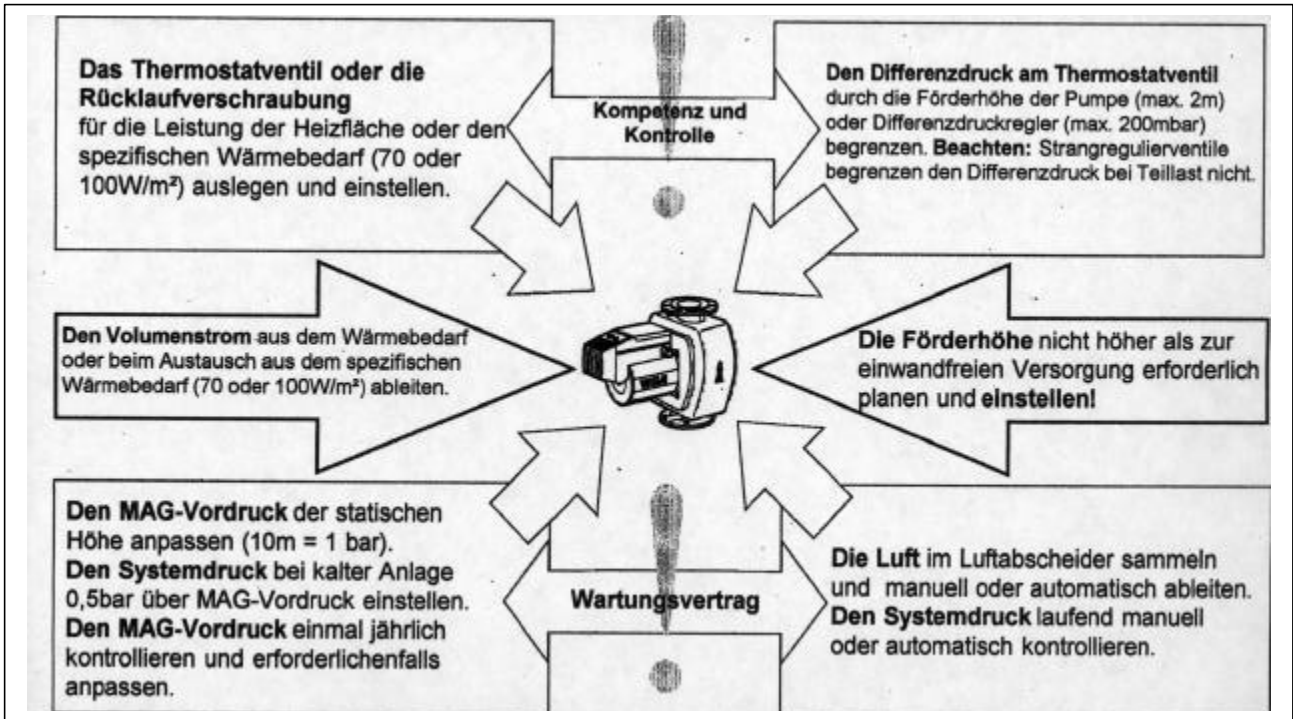 Das Thermostatventil oder die
Rücklaufverschraubung
für die Leistung der Heizfläche oder den
spezifischen Wärmebedarf (70 oder
100W/m²) auslegen und einstellen.
Kompetenz und
Kontrolle
Den Differenzdruck am Thermostatventil
durch die Förderhöhe der Pumpe (max. 2m)
oder Differenzdruckregler (max. 200mbar)
begrenzen. Beachten: Strangregulierventile
begrenzen den Differenzdruck bei Teillast nicht.
Den Volumenstrom aus dem Wärmebedarf
oder beim Austausch aus dem spezifischen
Wärmebedarf (70 oder 100W/m²) ableiten.
Die Förderhöhe nicht höher als zur
einwandfreien Versorgung erforderlich
planen und einstellen!
Den MAG-Vordruck der statischen
Höhe anpassen (10m = 1 bar).
Den Systemdruck bei kalter Anlage
0,5bar über MAG-Vordruck einstellen.
Den MAG-Vordruck einmal jährlich
kontrollieren und erforderlichenfalls
anpassen.
Wartungsvertrag
Die Luft im Luftabscheider sammeln
und manuell oder automatisch ableiten.
Den Systemdruck laufend manuell
oder automatisch kontrollieren.